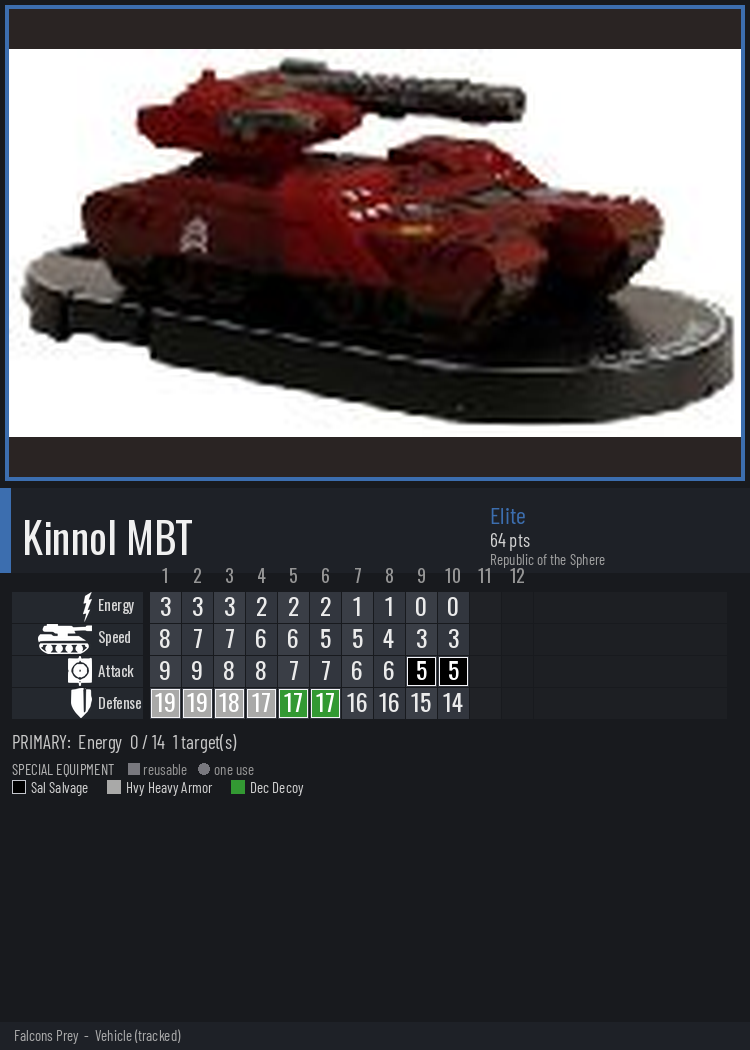 Kinnol MBT
Elite
64 pts
Republic of the Sphere
1 2 3 4 5 6 7 8 9 10 11 12
Energy 3 3 3 2 2 2 1 1 0 0
Speed 8 7 7 6 6 5 5 4 3 3
Attack 9 9 8 8 7 7 6 6 5 5
Defense 19 19 18 17 17 17 16 16 15 14
PRIMARY: Energy 0 / 14 1 target(s)
SPECIAL EQUIPMENT reusable one use
Sal Salvage Hvy Heavy Armor Dec Decoy
Falcons Prey - Vehicle (tracked)